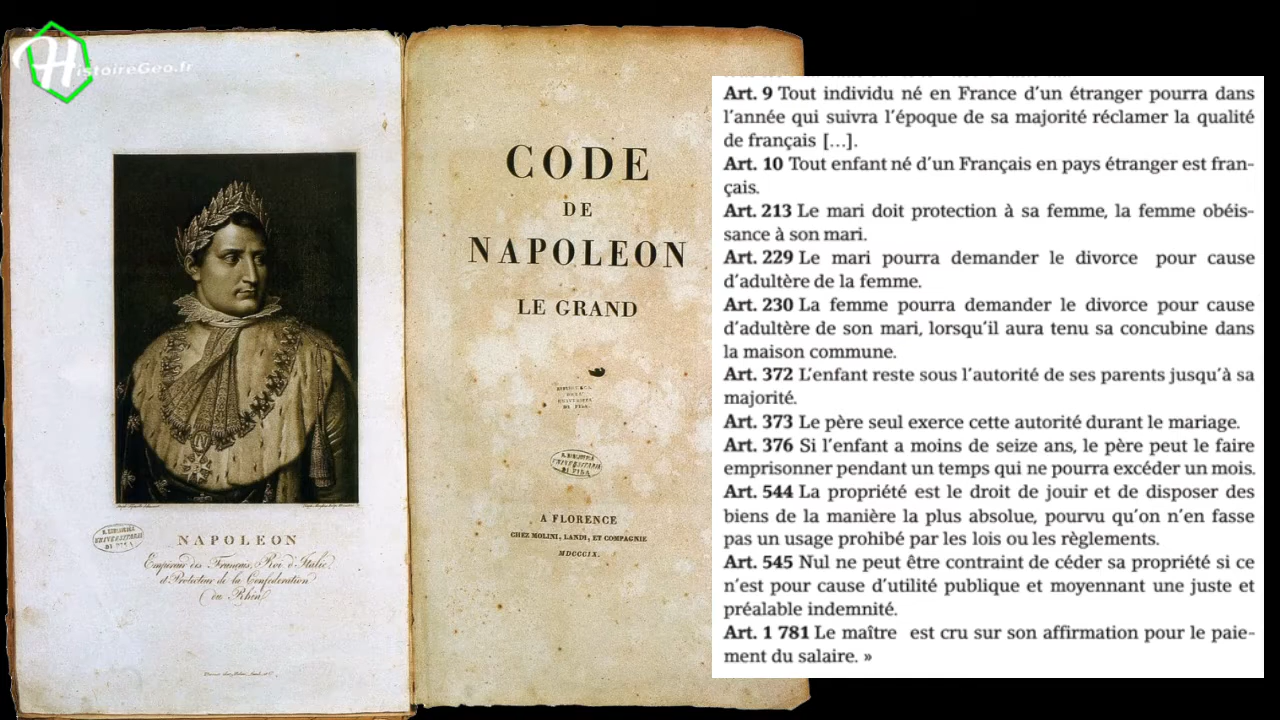 HistoireGeo.fr
NAPOLEON
Empereur des Français, Roi d'Italie
et Protecteur de la Confédération
du Rhin
CODE
DE
NAPOLEON
LE GRAND
A FLORENCE
CHEZ MOLINI, LANDI, ET COMPAGNIE
MDCCCIX.
Art. 9 Tout individu né en France d'un étranger pourra dans
l'année qui suivra l'époque de sa majorité réclamer la qualité
de français [...].
Art. 10 Tout enfant né d'un Français en pays étranger est fran-
çais.
Art. 213 Le mari doit protection à sa femme, la femme obéis-
sance à son mari.
Art. 229 Le mari pourra demander le divorce pour cause
d'adultère de la femme.
Art. 230 La femme pourra demander le divorce pour cause
d'adultère de son mari, lorsqu'il aura tenu sa concubine dans
la maison commune.
Art. 372 L'enfant reste sous l'autorité de ses parents jusqu'à sa
majorité.
Art. 373 Le père seul exerce cette autorité durant le mariage.
Art. 376 Si l'enfant a moins de seize ans, le père peut le faire
emprisonner pendant un temps qui ne pourra excéder un mois.
Art. 544 La propriété est le droit de jouir et de disposer des
biens de la manière la plus absolue, pourvu qu'on n'en fasse
pas un usage prohibé par les lois ou les règlements.
Art. 545 Nul ne peut être contraint de céder sa propriété si ce
n'est pour cause d'utilité publique et moyennant une juste et
préalable indemnité.
Art. 1 781 Le maître est cru sur son affirmation pour le paie-
ment du salaire. »